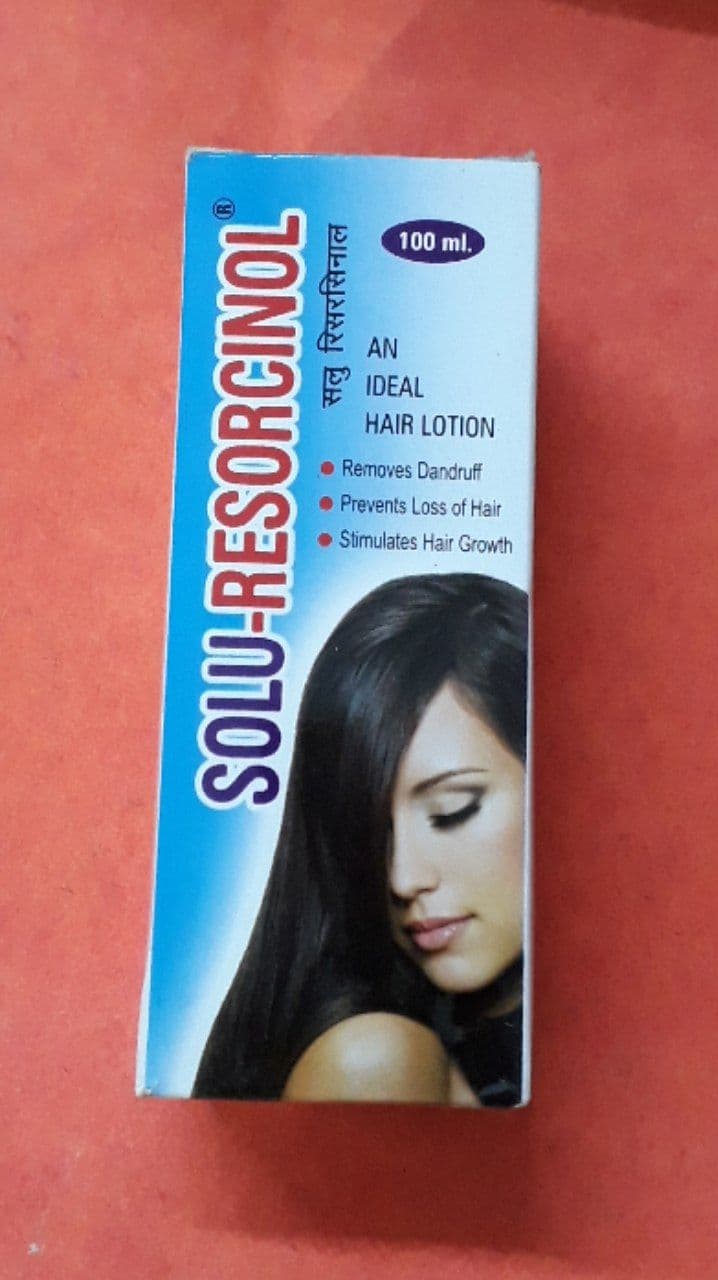 SOLU-RESORCINOL®
सलु रिसरसिनाल
100 ml.
AN
IDEAL
HAIR LOTION
• Removes Dandruff
• Prevents Loss of Hair
• Stimulates Hair Growth